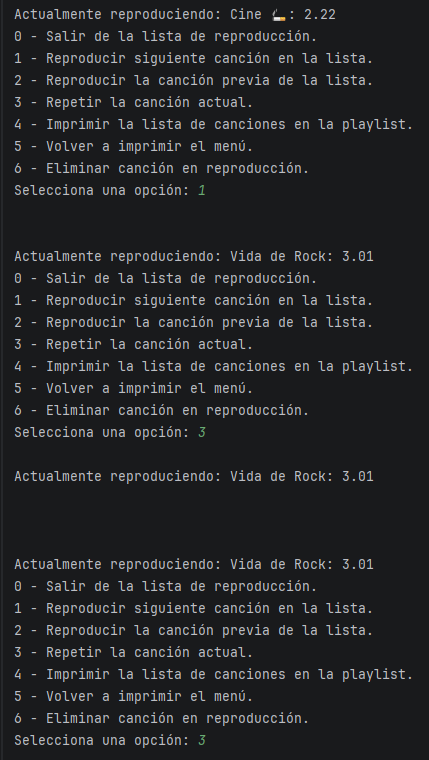 Actualmente reproduciendo: Cine 🚬: 2.22
0 - Salir de la lista de reproducción.
1 - Reproducir siguiente canción en la lista.
2 - Reproducir la canción previa de la lista.
3 - Repetir la canción actual.
4 - Imprimir la lista de canciones en la playlist.
5 - Volver a imprimir el menú.
6 - Eliminar canción en reproducción.
Selecciona una opción: 1
Actualmente reproduciendo: Vida de Rock: 3.01
0 - Salir de la lista de reproducción.
1 - Reproducir siguiente canción en la lista.
2 - Reproducir la canción previa de la lista.
3 - Repetir la canción actual.
4 - Imprimir la lista de canciones en la playlist.
5 - Volver a imprimir el menú.
6 - Eliminar canción en reproducción.
Selecciona una opción: 3
Actualmente reproduciendo: Vida de Rock: 3.01
Actualmente reproduciendo: Vida de Rock: 3.01
0 - Salir de la lista de reproducción.
1 - Reproducir siguiente canción en la lista.
2 - Reproducir la canción previa de la lista.
3 - Repetir la canción actual.
4 - Imprimir la lista de canciones en la playlist.
5 - Volver a imprimir el menú.
6 - Eliminar canción en reproducción.
Selecciona una opción: 3